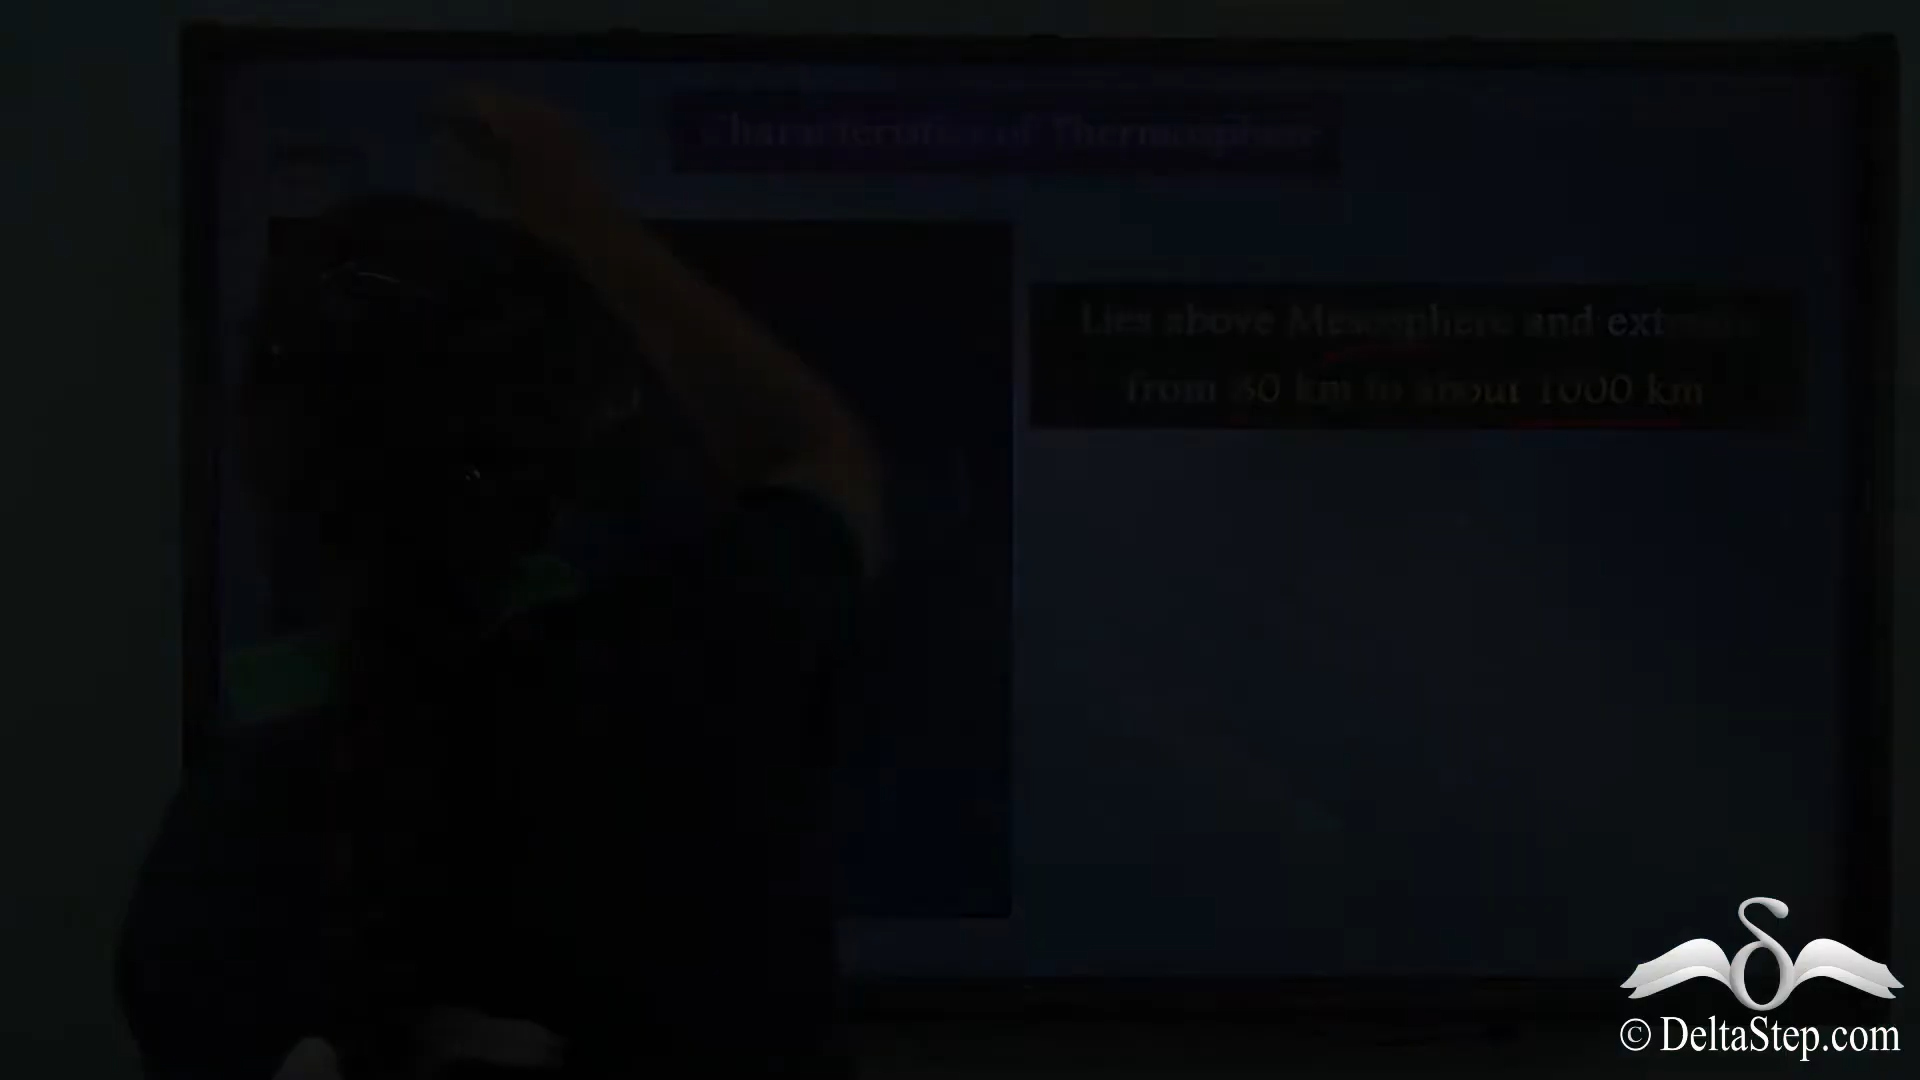 Characteristics of Thermosphere
Lies above Mesosphere and extends
from 80 km to about 1000 km
© DeltaStep.com